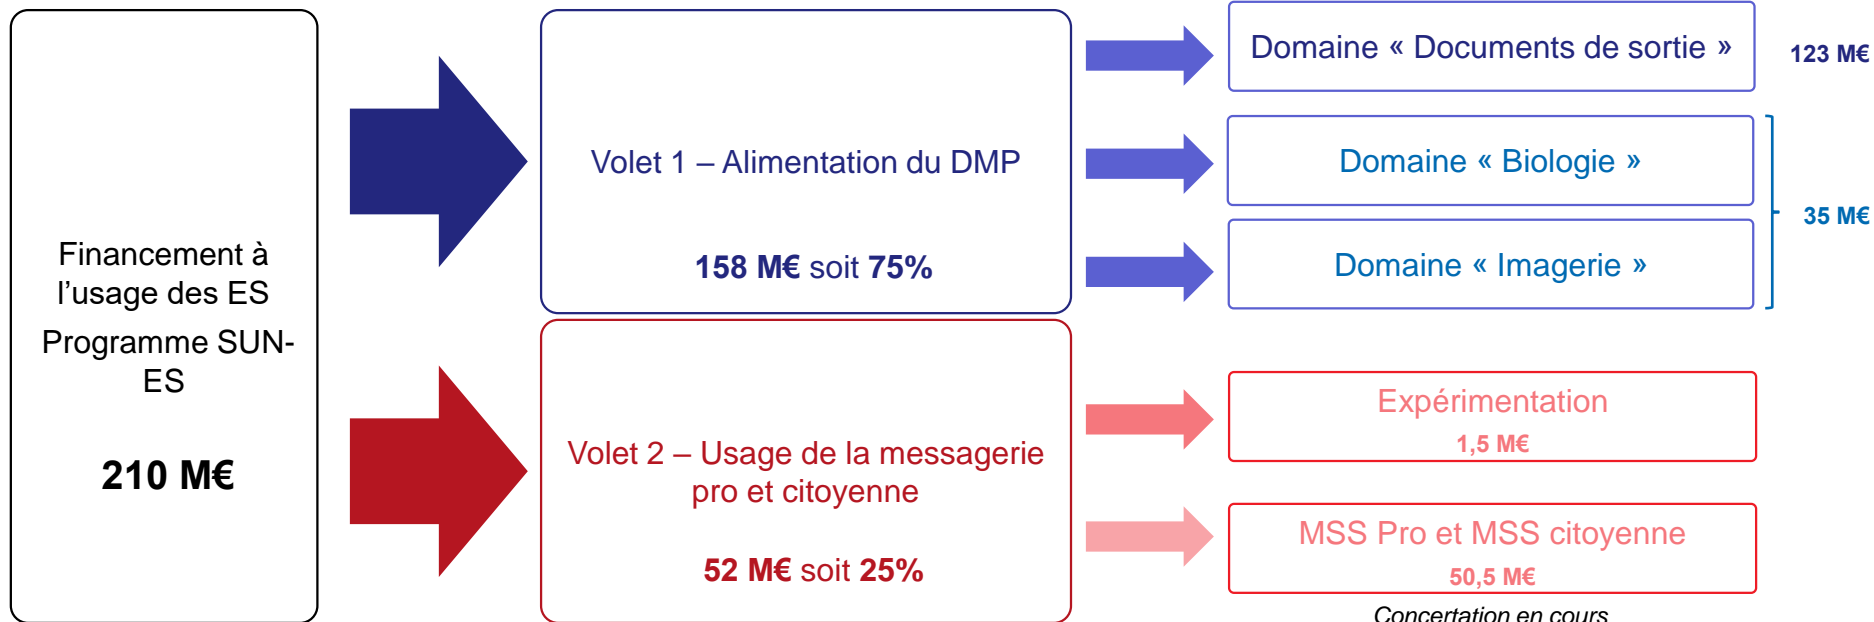 Financement à
l’usage des ES
Programme SUN-
ES
210 M€
Volet 1 – Alimentation du DMP
158 M€ soit 75%
Domaine « Documents de sortie »
123 M€
Domaine « Biologie »
Domaine « Imagerie »
35 M€
Volet 2 – Usage de la messagerie
pro et citoyenne
52 M€ soit 25%
Expérimentation
1,5 M€
MSS Pro et MSS citoyenne
50,5 M€
Concertation en cours